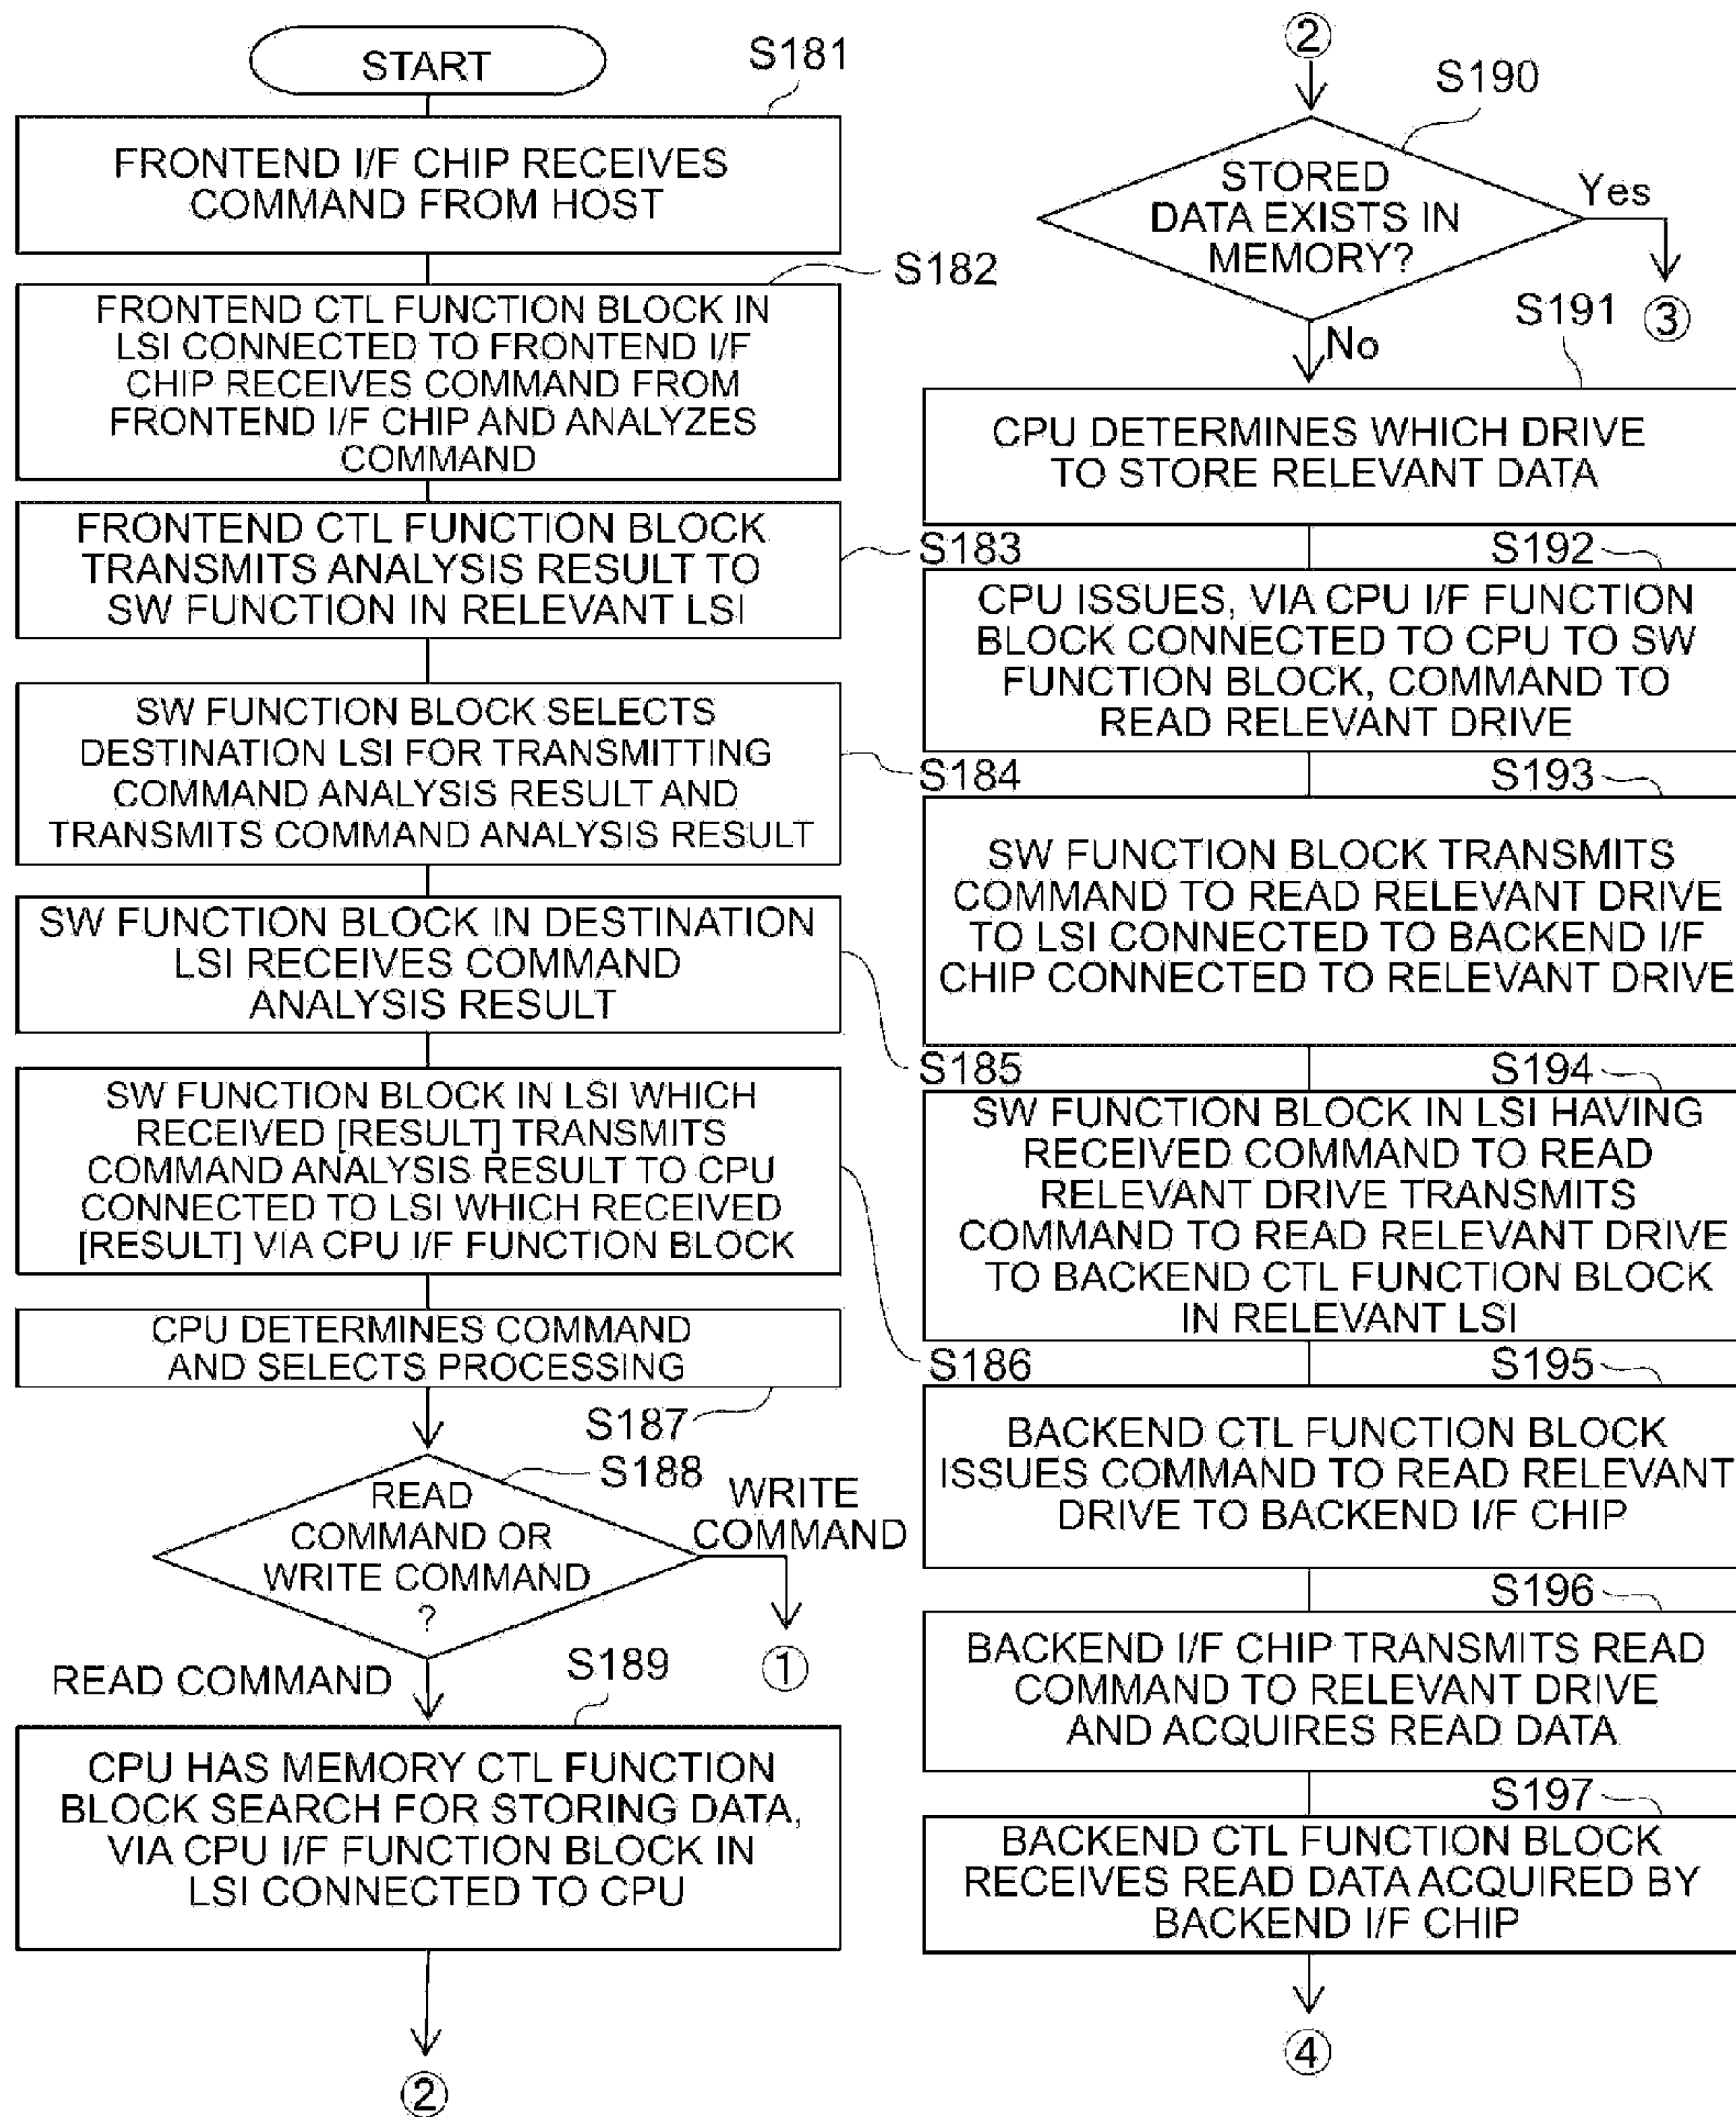 START
S181
FRONTEND I/F CHIP RECEIVES
COMMAND FROM HOST
S182
FRONTEND CTL FUNCTION BLOCK IN
LSI CONNECTED TO FRONTEND I/F
CHIP RECEIVES COMMAND FROM
FRONTEND I/F CHIP AND ANALYZES
COMMAND
FRONTEND CTL FUNCTION BLOCK
TRANSMITS ANALYSIS RESULT TO
SW FUNCTION IN RELEVANT LSI
S183
SW FUNCTION BLOCK SELECTS
DESTINATION LSI FOR TRANSMITTING
COMMAND ANALYSIS RESULT AND
TRANSMITS COMMAND ANALYSIS RESULT
S184
SW FUNCTION BLOCK IN DESTINATION
LSI RECEIVES COMMAND
ANALYSIS RESULT
S185
SW FUNCTION BLOCK IN LSI WHICH
RECEIVED [RESULT] TRANSMITS
COMMAND ANALYSIS RESULT TO CPU
CONNECTED TO LSI WHICH RECEIVED
[RESULT] VIA CPU I/F FUNCTION BLOCK
S186
CPU DETERMINES COMMAND
AND SELECTS PROCESSING
S187
S188
READ
COMMAND OR
WRITE COMMAND
?
WRITE
COMMAND
①
READ COMMAND
S189
CPU HAS MEMORY CTL FUNCTION
BLOCK SEARCH FOR STORING DATA,
VIA CPU I/F FUNCTION BLOCK IN
LSI CONNECTED TO CPU
②
②
S190
STORED
DATA EXISTS IN
MEMORY?
Yes
③
No
S191
CPU DETERMINES WHICH DRIVE
TO STORE RELEVANT DATA
S192
CPU ISSUES, VIA CPU I/F FUNCTION
BLOCK CONNECTED TO CPU TO SW
FUNCTION BLOCK, COMMAND TO
READ RELEVANT DRIVE
S193
SW FUNCTION BLOCK TRANSMITS
COMMAND TO READ RELEVANT DRIVE
TO LSI CONNECTED TO BACKEND I/F
CHIP CONNECTED TO RELEVANT DRIVE
S194
SW FUNCTION BLOCK IN LSI HAVING
RECEIVED COMMAND TO READ
RELEVANT DRIVE TRANSMITS
COMMAND TO READ RELEVANT DRIVE
TO BACKEND CTL FUNCTION BLOCK
IN RELEVANT LSI
S195
BACKEND CTL FUNCTION BLOCK
ISSUES COMMAND TO READ RELEVANT
DRIVE TO BACKEND I/F CHIP
S196
BACKEND I/F CHIP TRANSMITS READ
COMMAND TO RELEVANT DRIVE
AND ACQUIRES READ DATA
S197
BACKEND CTL FUNCTION BLOCK
RECEIVES READ DATA ACQUIRED BY
BACKEND I/F CHIP
④